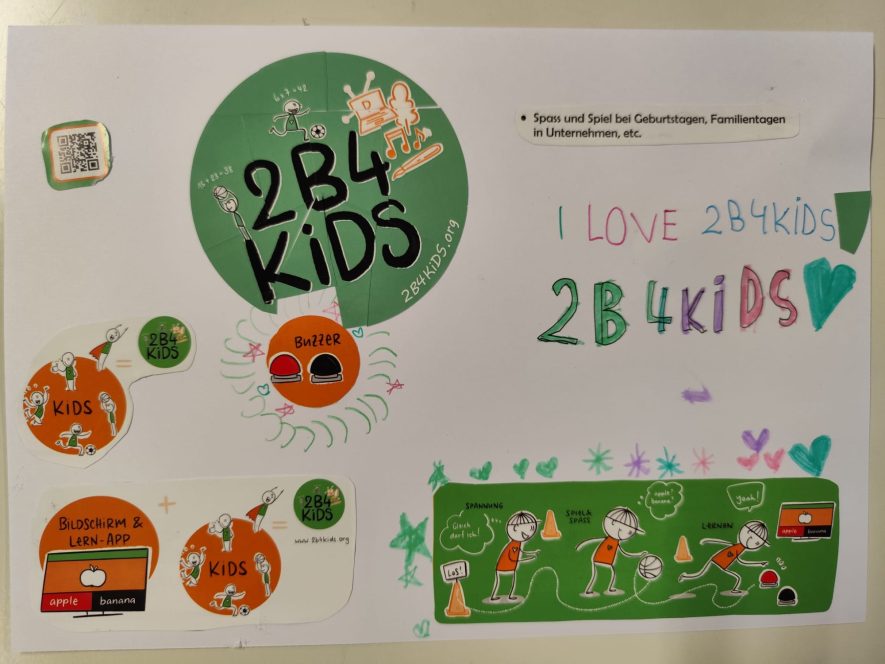 6 x 7 = 42
D
15 + 23 = 38
2B4
KiDS
2B4KiDS.org
• Spass und Spiel bei Geburtstagen, Familientagen
in Unternehmen, etc.
I LOVE 2B4KiDS
2B4KiDS
BUZZER
=
2B4
KiDS
KiDS
BILDSCHIRM &
LERN-APP
+
=
2B4
KiDS
www.2b4kids.org
KiDS
apple
banana
SPANNUNG
Gleich
darf ich!
Los!
SPIEL &
SPASS
apple
banana
LERNEN
Yeah!
apple
banana